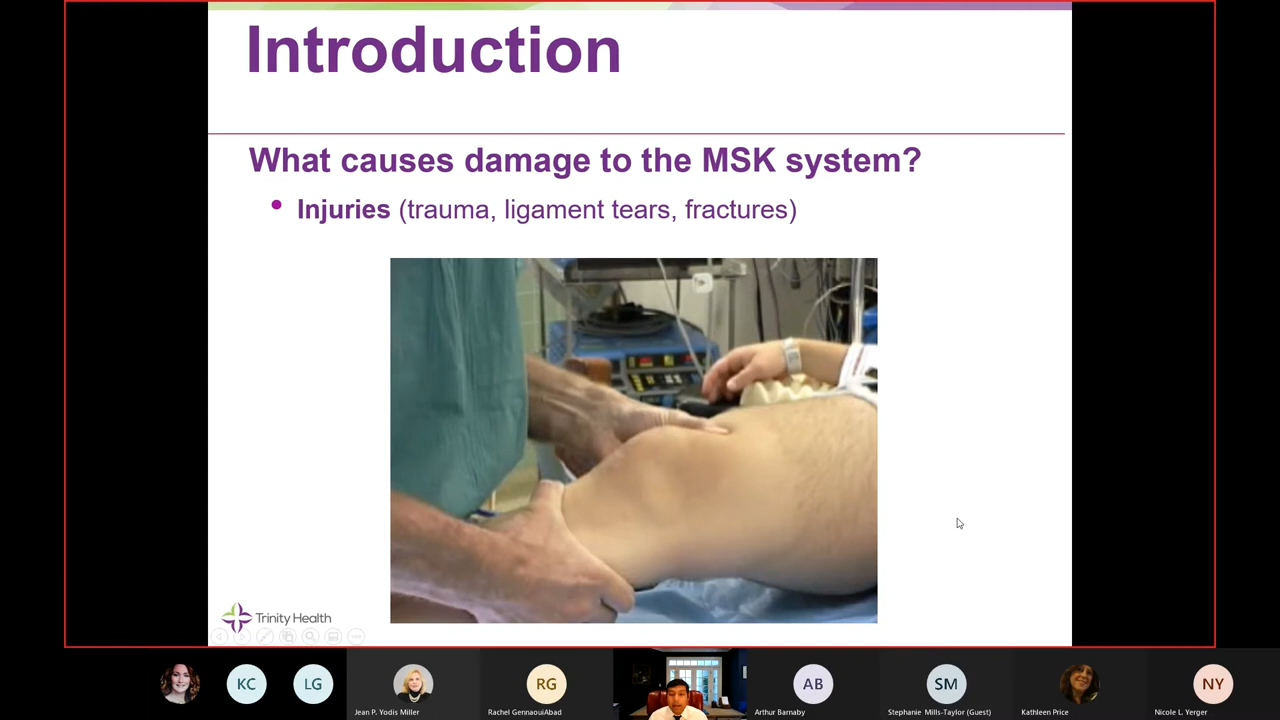 Introduction
What causes damage to the MSK system?
Injuries (trauma, ligament tears, fractures)
Trinity Health
KC
LG
Jean P. Yodis Miller
RG
Rachel GennaouiAbad
AB
Arthur Barnaby
SM
Stephanie Mills-Taylor (Guest)
Kathleen Price
NY
Nicole L. Yerger